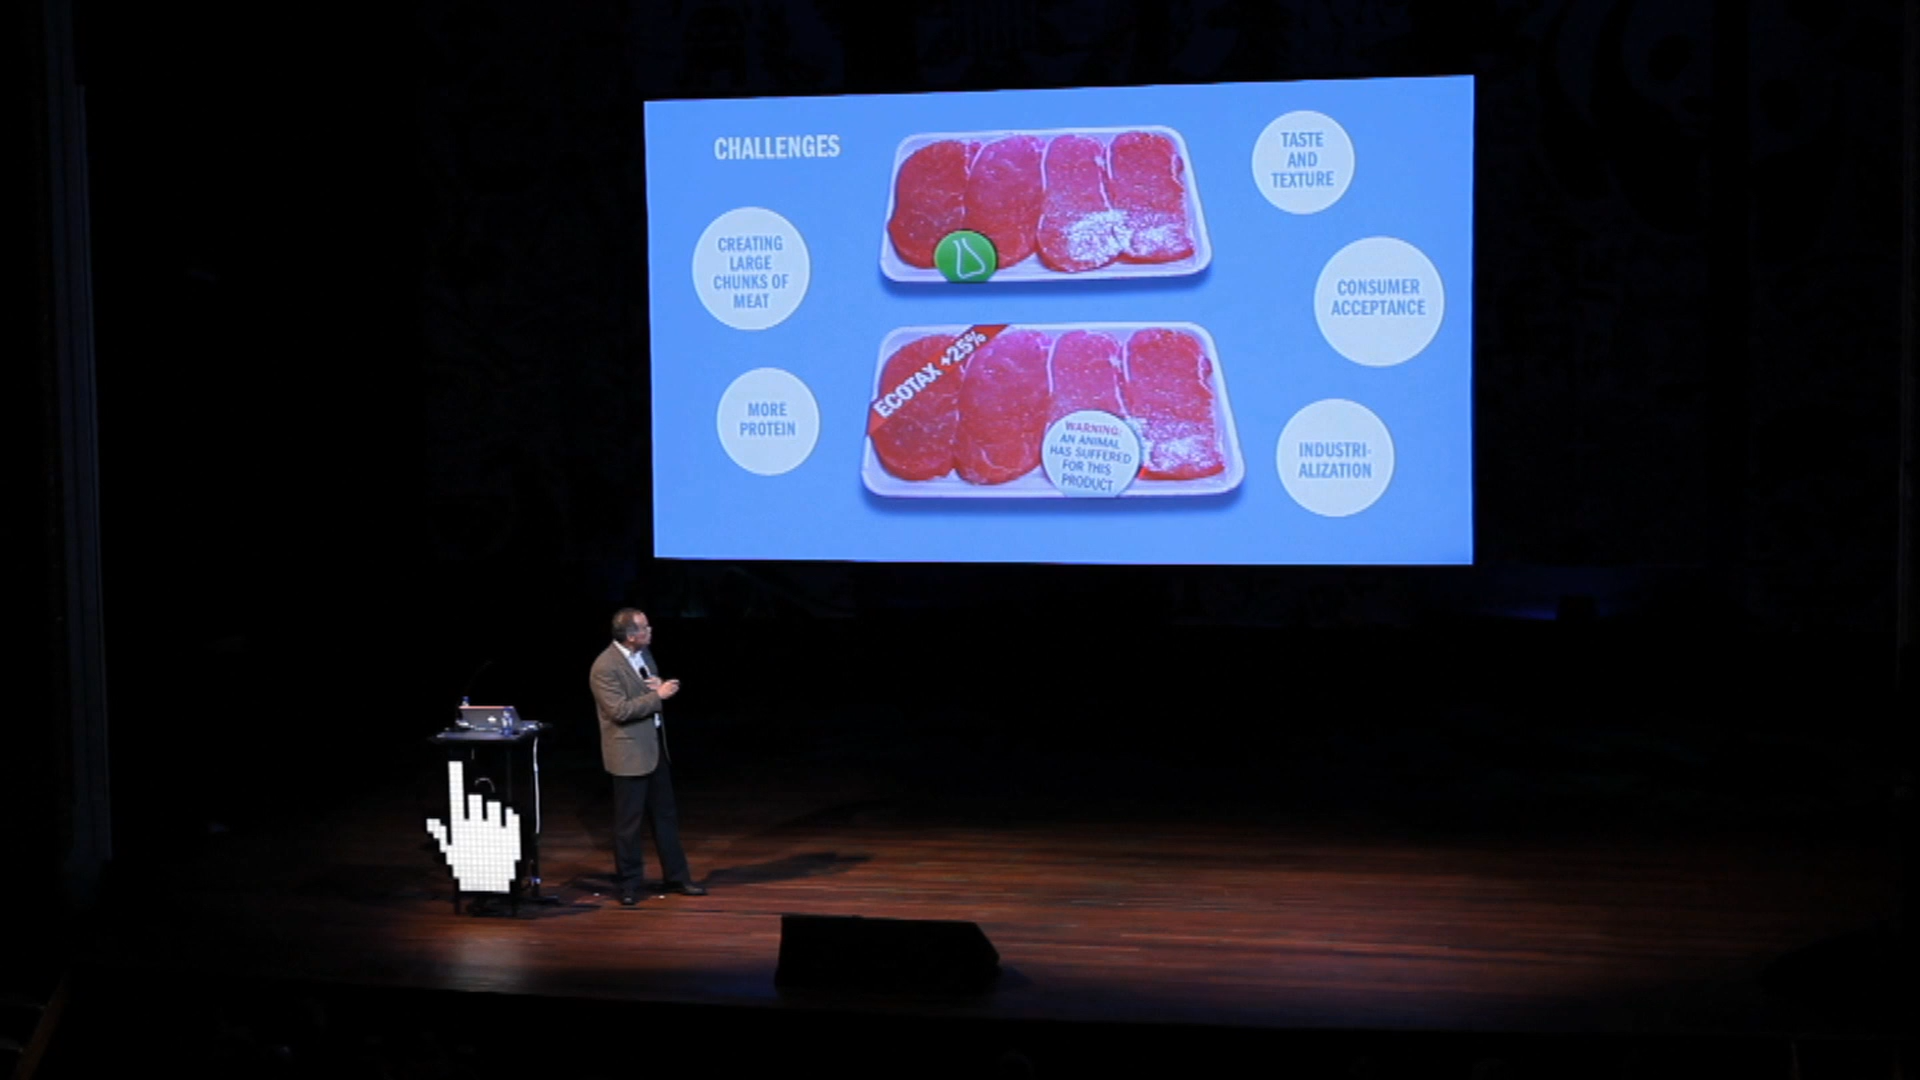 CHALLENGES
CREATING
LARGE
CHUNKS OF
MEAT
MORE
PROTEIN
ECOTAX +25%
WARNING:
AN ANIMAL
HAS SUFFERED
FOR THIS
PRODUCT
TASTE
AND
TEXTURE
CONSUMER
ACCEPTANCE
INDUSTRI-
ALIZATION